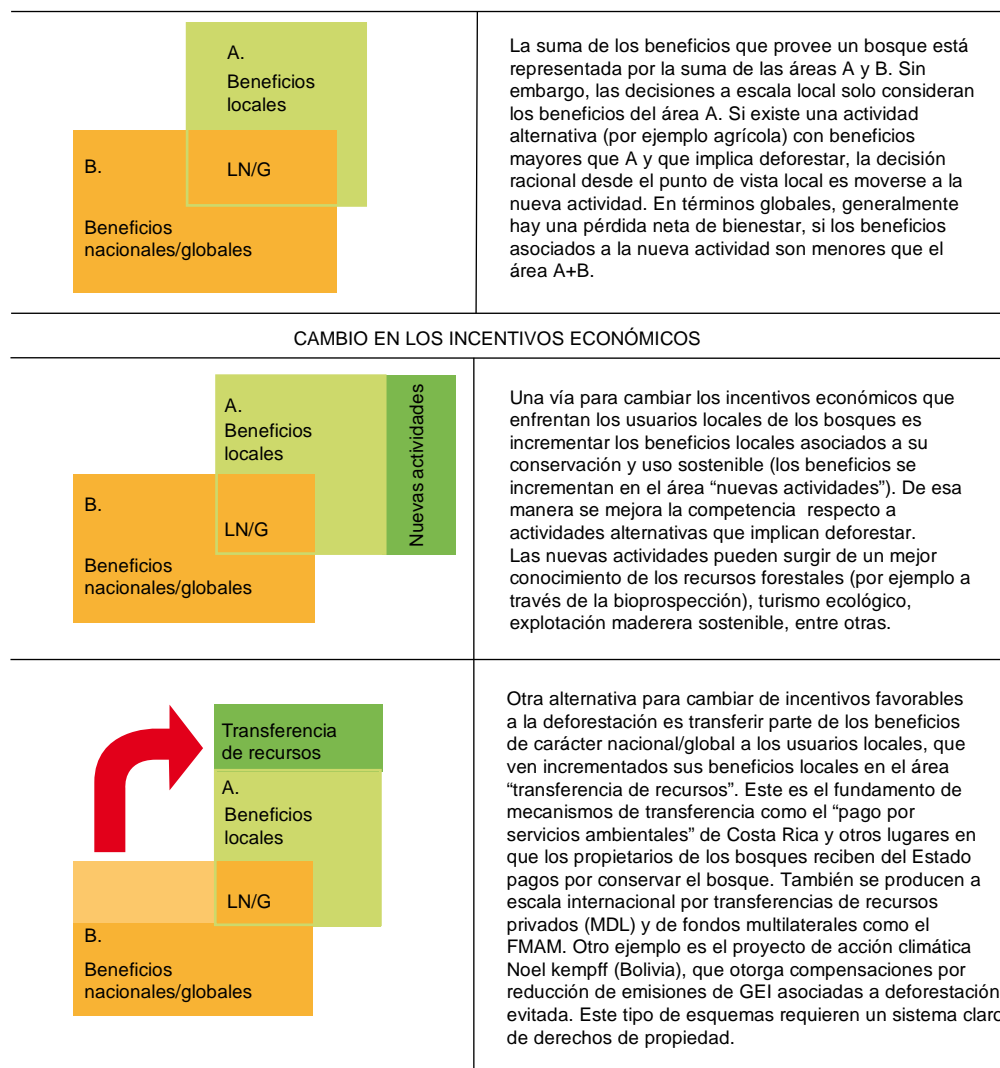 A.
Beneficios
locales
B.
LN/G
Beneficios
nacionales/globales
La suma de los beneficios que provee un bosque está
representada por la suma de las áreas A y B. Sin
embargo, las decisiones a escala local solo consideran
los beneficios del área A. Si existe una actividad
alternativa (por ejemplo agrícola) con beneficios
mayores que A y que implica deforestar, la decisión
racional desde el punto de vista local es moverse a la
nueva actividad. En términos globales, generalmente
hay una pérdida neta de bienestar, si los beneficios
asociados a la nueva actividad son menores que el
área A+B.
CAMBIO EN LOS INCENTIVOS ECONÓMICOS
A.
Beneficios
locales
Nuevas actividades
B.
LN/G
Beneficios
nacionales/globales
Una vía para cambiar los incentivos económicos que
enfrentan los usuarios locales de los bosques es
incrementar los beneficios locales asociados a su
conservación y uso sostenible (los beneficios se
incrementan en el área “nuevas actividades”). De esa
manera se mejora la competencia respecto a
actividades alternativas que implican deforestar.
Las nuevas actividades pueden surgir de un mejor
conocimiento de los recursos forestales (por ejemplo a
través de la bioprospección), turismo ecológico,
explotación maderera sostenible, entre otras.
Transferencia
de recursos
A.
Beneficios
locales
LN/G
B.
Beneficios
nacionales/globales
Otra alternativa para cambiar de incentivos favorables
a la deforestación es transferir parte de los beneficios
de carácter nacional/global a los usuarios locales, que
ven incrementados sus beneficios locales en el área
“transferencia de recursos”. Este es el fundamento de
mecanismos de transferencia como el “pago por
servicios ambientales” de Costa Rica y otros lugares en
que los propietarios de los bosques reciben del Estado
pagos por conservar el bosque. También se producen a
escala internacional por transferencias de recursos
privados (MDL) y de fondos multilaterales como el
FMAM. Otro ejemplo es el proyecto de acción climática
Noel kempff (Bolivia), que otorga compensaciones por
reducción de emisiones de GEI asociadas a deforestación
evitada. Este tipo de esquemas requieren un sistema claro
de derechos de propiedad.